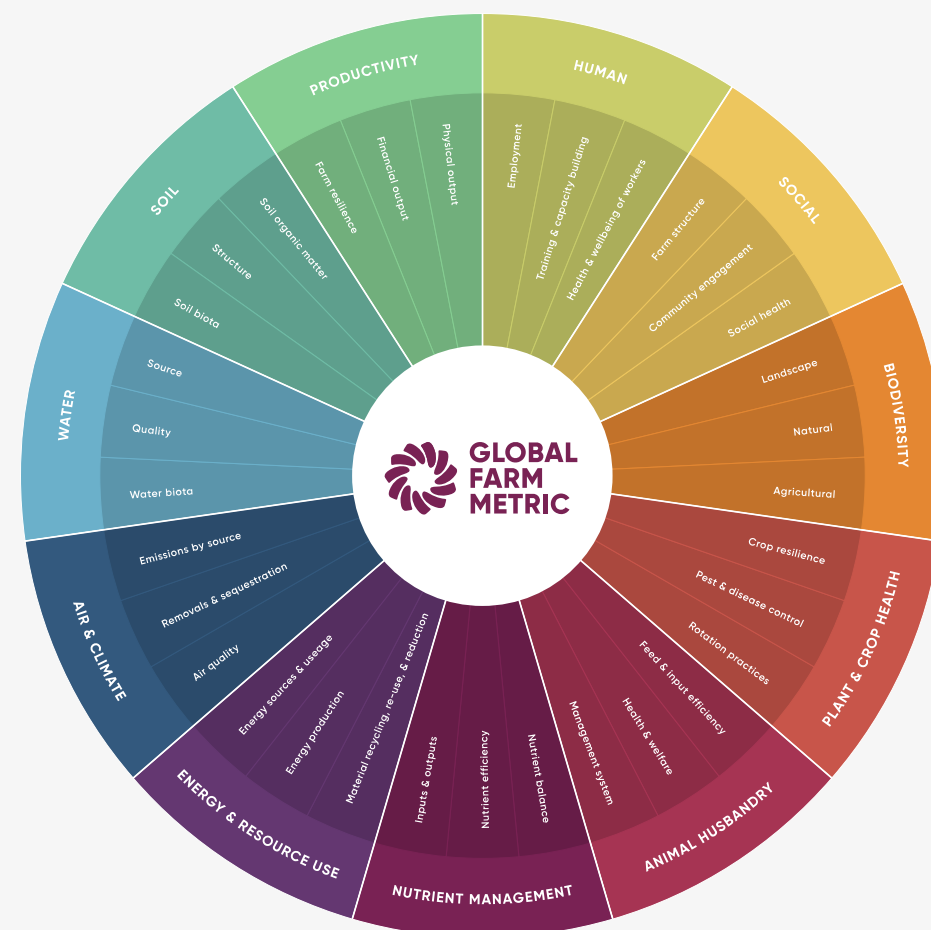 GLOBAL
FARM
METRIC
HUMAN
Employment
Training & capacity building
Health & wellbeing of workers
SOCIAL
Farm structure
Community engagement
Social health
BIODIVERSITY
Landscape
Natural
Agricultural
PLANT & CROP HEALTH
Crop resilience
Pest & disease control
Rotation practices
ANIMAL HUSBANDRY
Feed & input efficiency
Health & welfare
Management system
NUTRIENT MANAGEMENT
Nutrient balance
Nutrient efficiency
Inputs & outputs
ENERGY & RESOURCE USE
Material recycling, re-use, & reduction
Energy production
Energy sources & useage
AIR & CLIMATE
Air quality
Removals & sequestration
Emissions by source
WATER
Water biota
Quality
Source
SOIL
Soil biota
Structure
Soil organic matter
PRODUCTIVITY
Farm resilience
Financial output
Physical output